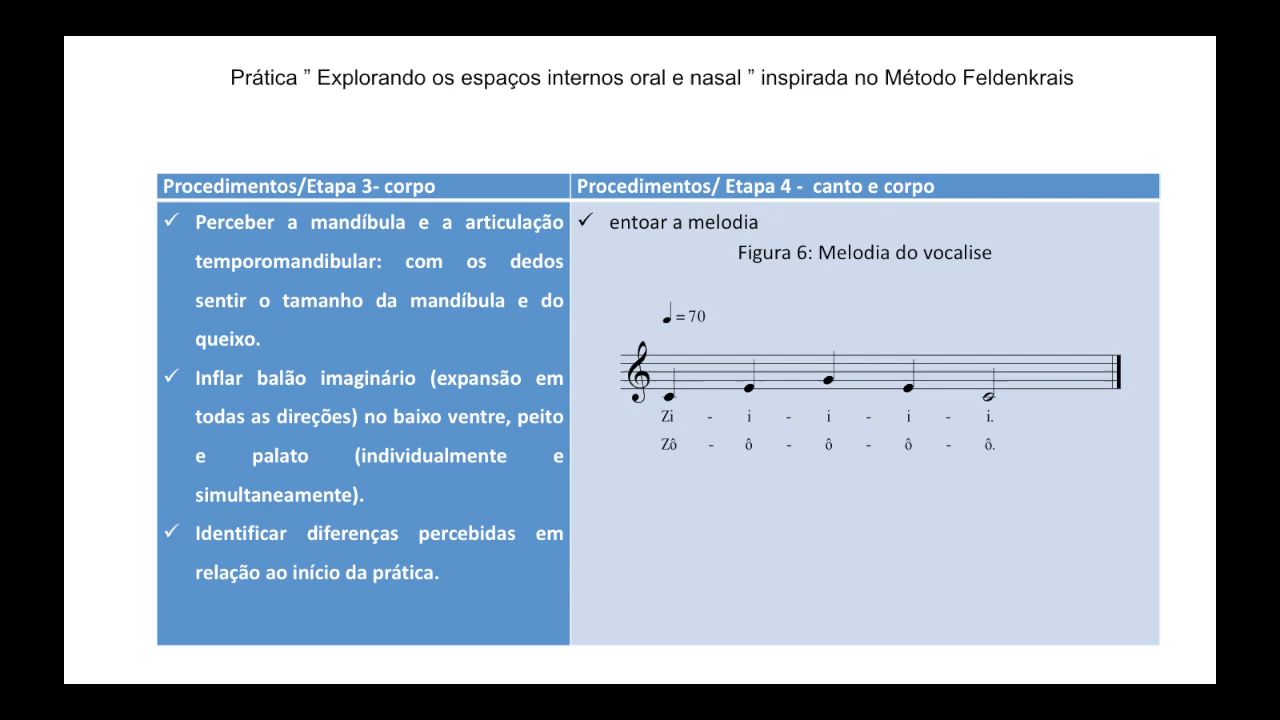 Prática ” Explorando os espaços internos oral e nasal ” inspirada no Método Feldenkrais
Procedimentos/Etapa 3- corpo
✓ Perceber a mandíbula e a articulação
temporomandibular: com os dedos
sentir o tamanho da mandíbula e do
queixo.
✓ Inflar balão imaginário (expansão em
todas as direções) no baixo ventre, peito
e palato (individualmente e
simultaneamente).
✓ Identificar diferenças percebidas em
relação ao início da prática.
Procedimentos/ Etapa 4 - canto e corpo
✓ entoar a melodia
Figura 6: Melodia do vocalise
♩ = 70
Zi - i - i - i - i.
Zô - ô - ô - ô - ô.